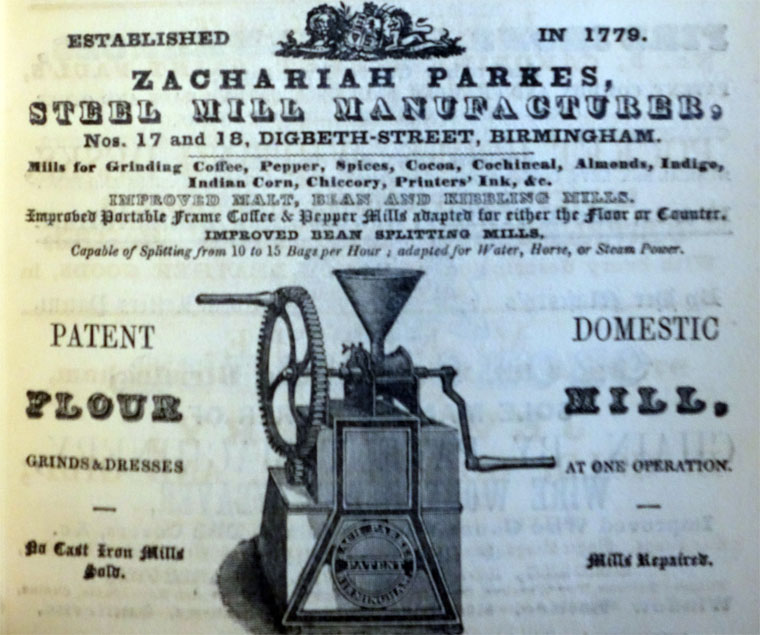 ESTABLISHED IN 1779.
ZACHARIAH PARKES,
STEEL MILL MANUFACTURER,
Nos. 17 and 18, DIGBETH-STREET, BIRMINGHAM.
Mills for Grinding Coffee, Pepper, Spices, Cocoa, Cochineal, Almonds, Indigo,
Indian Corn, Chiccory, Printers' Ink, &c.
IMPROVED MALT, BEAN AND KIBBLING MILLS.
Improved Portable Frame Coffee & Pepper Mills adapted for either the Floor or Counter.
IMPROVED BEAN SPLITTING MILLS,
Capable of Splitting from 10 to 15 Bags per Hour; adapted for Water, Horse, or Steam Power.
PATENT DOMESTIC
FLOUR MILL,
GRINDS & DRESSES AT ONE OPERATION.
No Cast Iron Mills
Sold.
Mills Repaired.
ZACH. PARKES
PATENT
BIRMINGHAM